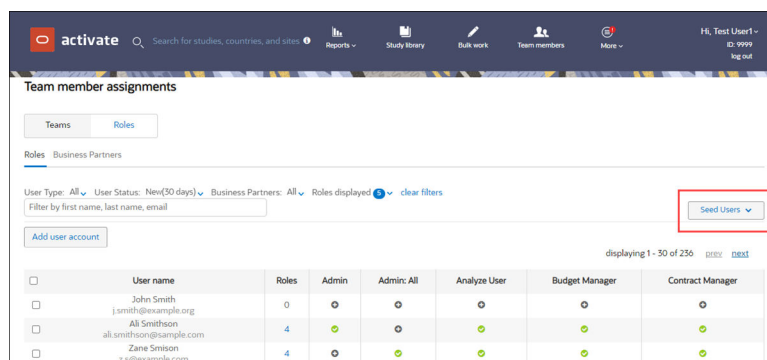 activate
Search for studies, countries, and sites
Reports
Study library
Bulk work
Team members
More
Hi, Test User1
ID: 9999
log out
Team member assignments
Teams Roles
Roles Business Partners
User Type: All User Status: New(30 days) Business Partners: All Roles displayed 5 clear filters
Filter by first name, last name, email
Seed Users
Add user account
displaying 1 - 30 of 236 prev next
User name Roles Admin Admin: All Analyze User Budget Manager Contract Manager
John Smith
j.smith@example.org
0
Ali Smithson
ali.smithson@sample.com
4
Zane Smison
z.s@example.com
4